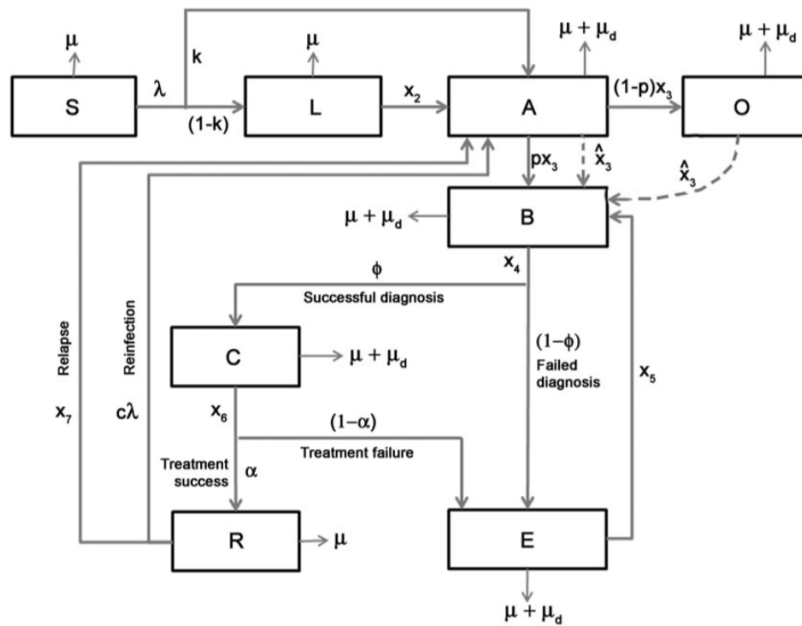 μ
μ
μ + μd
μ + μd
k
S
λ
(1-k)
L
x2
A
(1-p)x3
O
px3
x̂3
x̂3
B
μ + μd
x4
φ
Successful diagnosis
(1−φ)
Failed
diagnosis
x5
C
μ + μd
Relapse
x7
Reinfection
cλ
x6
(1−α)
Treatment failure
Treatment
success
α
R
μ
E
μ + μd